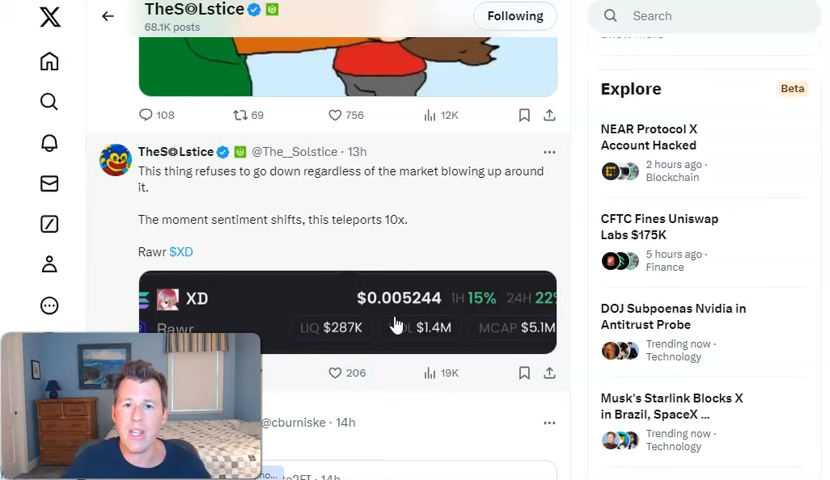 TheS☺Lstice
68.1K posts
Following
Search
108
69
756
12K
TheS☺Lstice @The__Solstice · 13h
This thing refuses to go down regardless of the market blowing up around
it.
The moment sentiment shifts, this teleports 10x.
Rawr $XD
XD $0.005244 1H 15% 24H 22%
Rawr LIQ $287K $1.4M MCAP $5.1M
206
19K
@cburniske · 14h
14h
Explore
Beta
NEAR Protocol X
Account Hacked
2 hours ago ·
Blockchain
CFTC Fines Uniswap
Labs $175K
5 hours ago ·
Finance
DOJ Subpoenas Nvidia in
Antitrust Probe
Trending now ·
Technology
Musk's Starlink Blocks X
in Brazil, SpaceX ...
Trending now ·
Technology